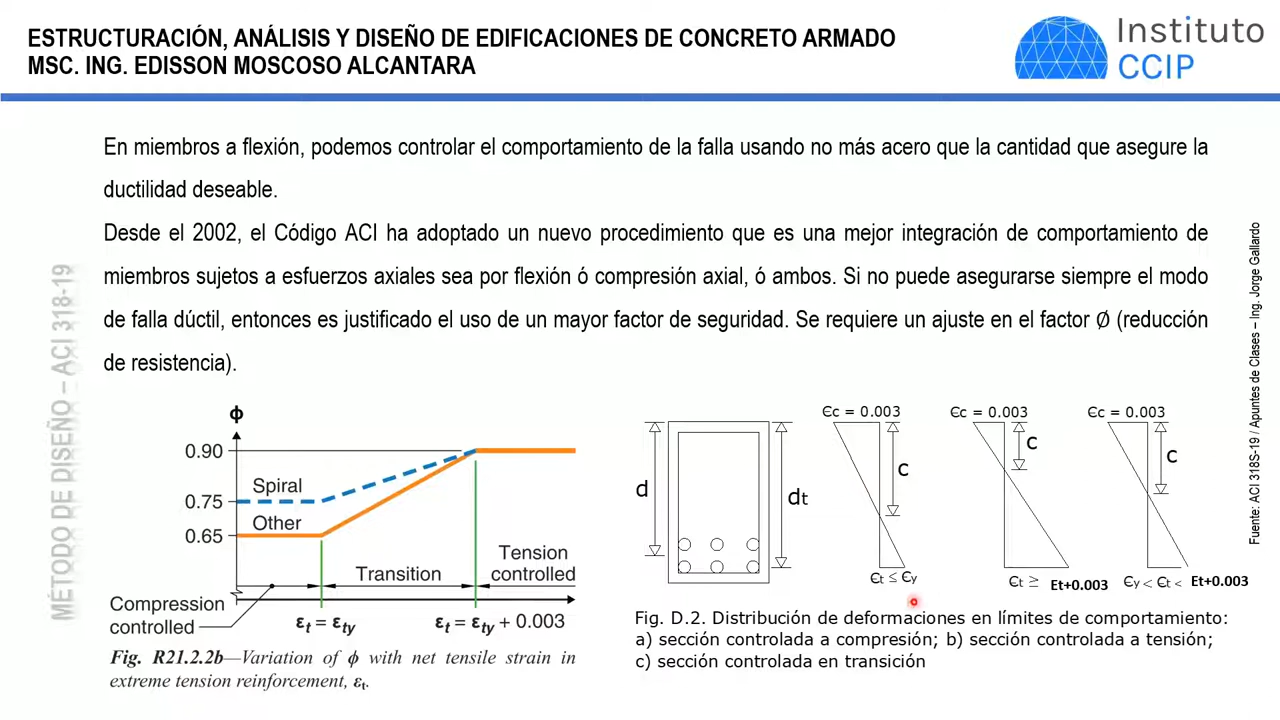 ESTRUCTURACIÓN, ANÁLISIS Y DISEÑO DE EDIFICACIONES DE CONCRETO ARMADO
MSC. ING. EDISSON MOSCOSO ALCANTARA
Instituto
CCIP
En miembros a flexión, podemos controlar el comportamiento de la falla usando no más acero que la cantidad que asegure la
ductilidad deseable.
Desde el 2002, el Código ACI ha adoptado un nuevo procedimiento que es una mejor integración de comportamiento de
miembros sujetos a esfuerzos axiales sea por flexión ó compresión axial, ó ambos. Si no puede asegurarse siempre el modo
de falla dúctil, entonces es justificado el uso de un mayor factor de seguridad. Se requiere un ajuste en el factor Ø (reducción
de resistencia).
MÉTODO DE DISEÑO – ACI 318-19
Fuente: ACI 318S-19 / Apuntes de Clases – Ing. Jorge Gallardo
ϕ
0.90
Spiral
0.75
Other
0.65
Transition
Tension
controlled
Compression
controlled
εt = εty
εt = εty + 0.003
Fig. R21.2.2b—Variation of ϕ with net tensile strain in
extreme tension reinforcement, εt.
d
dt
Єc = 0.003
c
Єt ≤ Єy
Єc = 0.003
c
Єt ≥ Et+0.003
Єc = 0.003
c
Єy < Єt < Et+0.003
Fig. D.2. Distribución de deformaciones en límites de comportamiento:
a) sección controlada a compresión; b) sección controlada a tensión;
c) sección controlada en transición